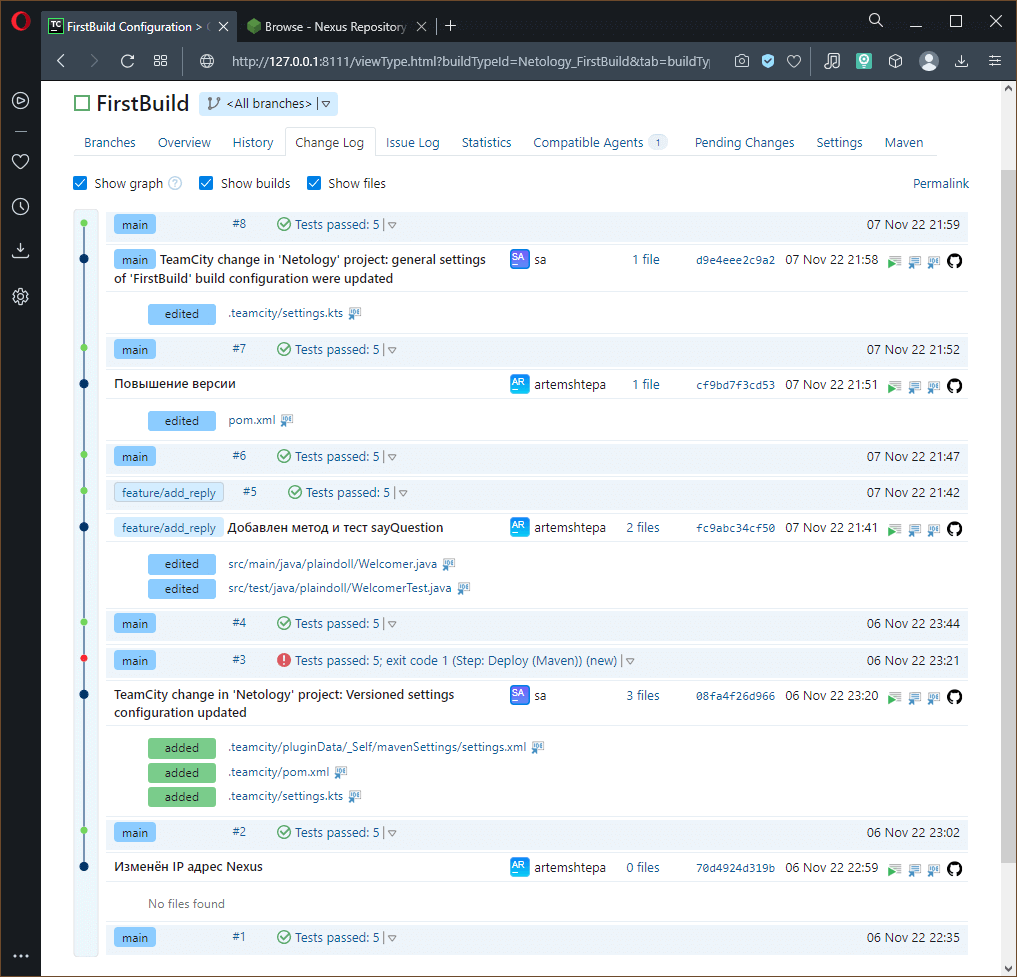 TC FirstBuild Configuration > Browse - Nexus Repository
http://127.0.0.1:8111/viewType.html?buildTypeId=Netology_FirstBuild&tab=buildTy
FirstBuild <All branches>
Branches Overview History Change Log Issue Log Statistics Compatible Agents 1 Pending Changes Settings Maven
Show graph ? Show builds Show files Permalink
main #8 Tests passed: 5 07 Nov 22 21:59
main TeamCity change in 'Netology' project: general settings SA sa 1 file d9e4eee2c9a2 07 Nov 22 21:58
of 'FirstBuild' build configuration were updated
edited .teamcity/settings.kts
main #7 Tests passed: 5 07 Nov 22 21:52
Повышение версии AR artemshtepa 1 file cf9bd7f3cd53 07 Nov 22 21:51
edited pom.xml
main #6 Tests passed: 5 07 Nov 22 21:47
feature/add_reply #5 Tests passed: 5 07 Nov 22 21:42
feature/add_reply Добавлен метод и тест sayQuestion AR artemshtepa 2 files fc9abc34cf50 07 Nov 22 21:41
edited src/main/java/plaindoll/Welcomer.java
edited src/test/java/plaindoll/WelcomerTest.java
main #4 Tests passed: 5 06 Nov 22 23:44
main #3 Tests passed: 5; exit code 1 (Step: Deploy (Maven)) (new) 06 Nov 22 23:21
TeamCity change in 'Netology' project: Versioned settings SA sa 3 files 08fa4f26d966 06 Nov 22 23:20
configuration updated
added .teamcity/pluginData/_Self/mavenSettings/settings.xml
added .teamcity/pom.xml
added .teamcity/settings.kts
main #2 Tests passed: 5 06 Nov 22 23:02
Изменён IP адрес Nexus AR artemshtepa 0 files 70d4924d319b 06 Nov 22 22:59
No files found
main #1 Tests passed: 5 06 Nov 22 22:35